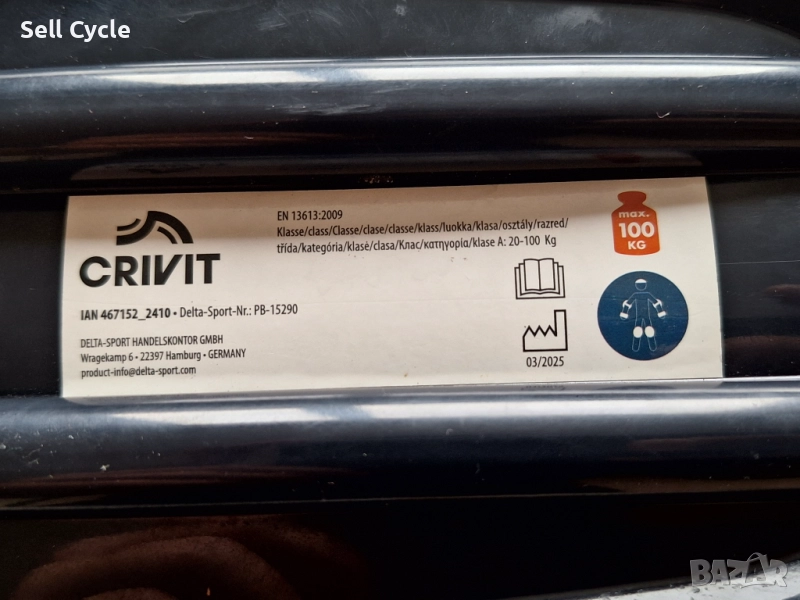 Sell Cycle
CRIVIT
IAN 467152_2410 • Delta-Sport-Nr.: PB-15290
DELTA-SPORT HANDELSKONTOR GMBH
Wragekamp 6 • 22397 Hamburg • GERMANY
product-info@delta-sport.com
EN 13613:2009
Klasse/class/Classe/clase/classe/klass/luokka/klasa/osztály/razred/
třída/kategória/klasė/clasa/Клас/κατηγορία/klase A: 20-100 Kg
03/2025
max.
100
KG
BAZAR